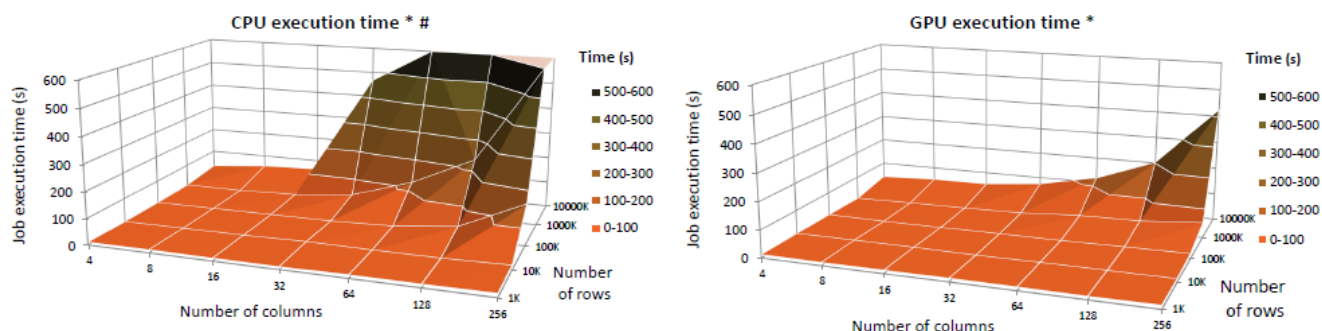 CPU execution time * #
Time (s)
600
500
400
300
200
100
0
Job execution time (s)
500-600
400-500
300-400
200-300
100-200
0-100
10000K
1000K
100K
10K
1K
Number of rows
4
8
16
32
64
128
256
Number of columns
GPU execution time *
Time (s)
600
500
400
300
200
100
0
Job execution time (s)
500-600
400-500
300-400
200-300
100-200
0-100
10000K
1000K
100K
10K
1K
Number of rows
4
8
16
32
64
128
256
Number of columns